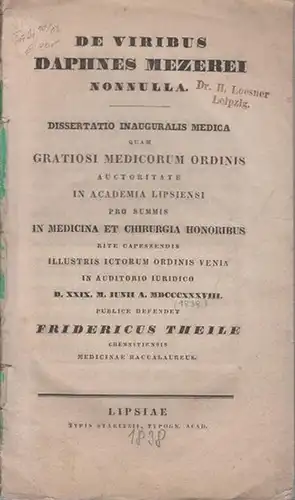 DE VIRIBUS
DAPHNES MEZEREI
NONNULLA.
Dr. H. Loesner
Leipzig.
DISSERTATIO INAUGURALIS MEDICA
QUAM
GRATIOSI MEDICORUM ORDINIS
AUCTORITATE
IN ACADEMIA LIPSIENSI
PRO SUMMIS
IN MEDICINA ET CHIRURGIA HONORIBUS
RITE CAPESSENDIS
ILLUSTRIS ICTORUM ORDINIS VENIA
IN AUDITORIO IURIDICO
D. XXIX. M. IUNII A. MDCCCXXXVIII.
(1838.)
PUBLICE DEFENDET
FRIDERICUS THEILE
CHEMNITIENSIS
MEDICINAE BACCALAUREUS.
LIPSIAE
TYPIS STARITZII, TYPOGR. ACAD.
1838